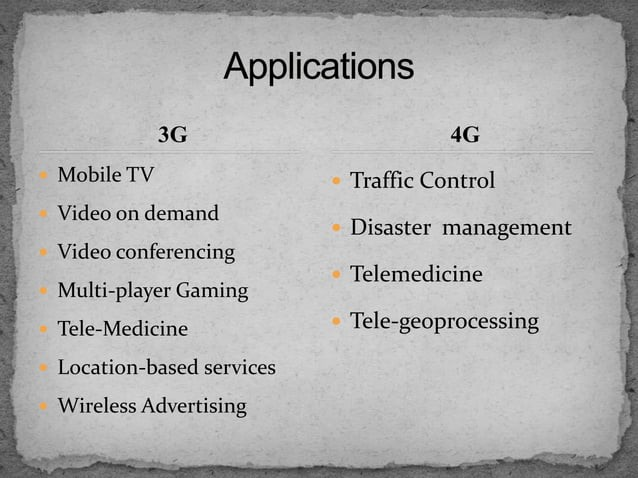 Applications
3G
Mobile TV
Video on demand
Video conferencing
Multi-player Gaming
Tele-Medicine
Location-based services
Wireless Advertising
4G
Traffic Control
Disaster  management
Telemedicine
Tele-geoprocessing